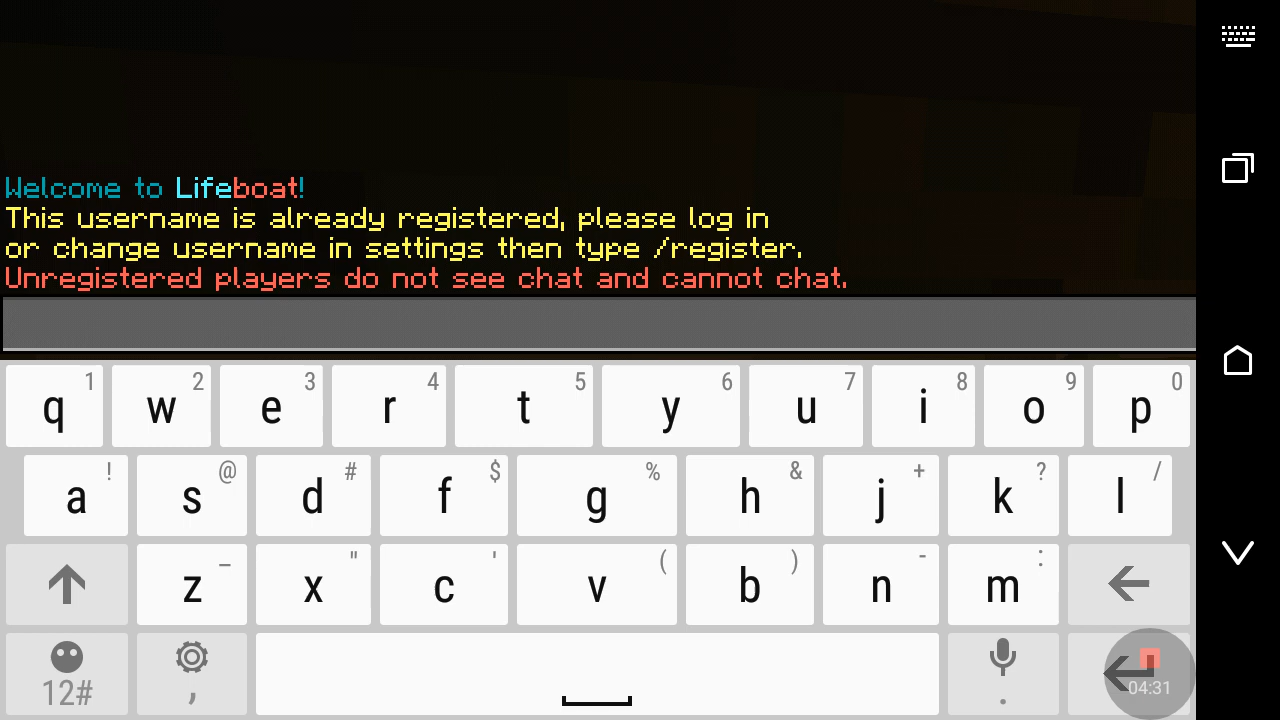 Welcome to Lifeboat!
This username is already registered, please log in
or change username in settings then type /register.
Unregistered players do not see chat and cannot chat.
q 1 w 2 e 3 r 4 t 5 y 6 u 7 i 8 o 9 p 0
a ! s @ d # f $ g % h & j + k ? l /
z _ x " c ' v ( b ) n - m :
12# , .
04:31